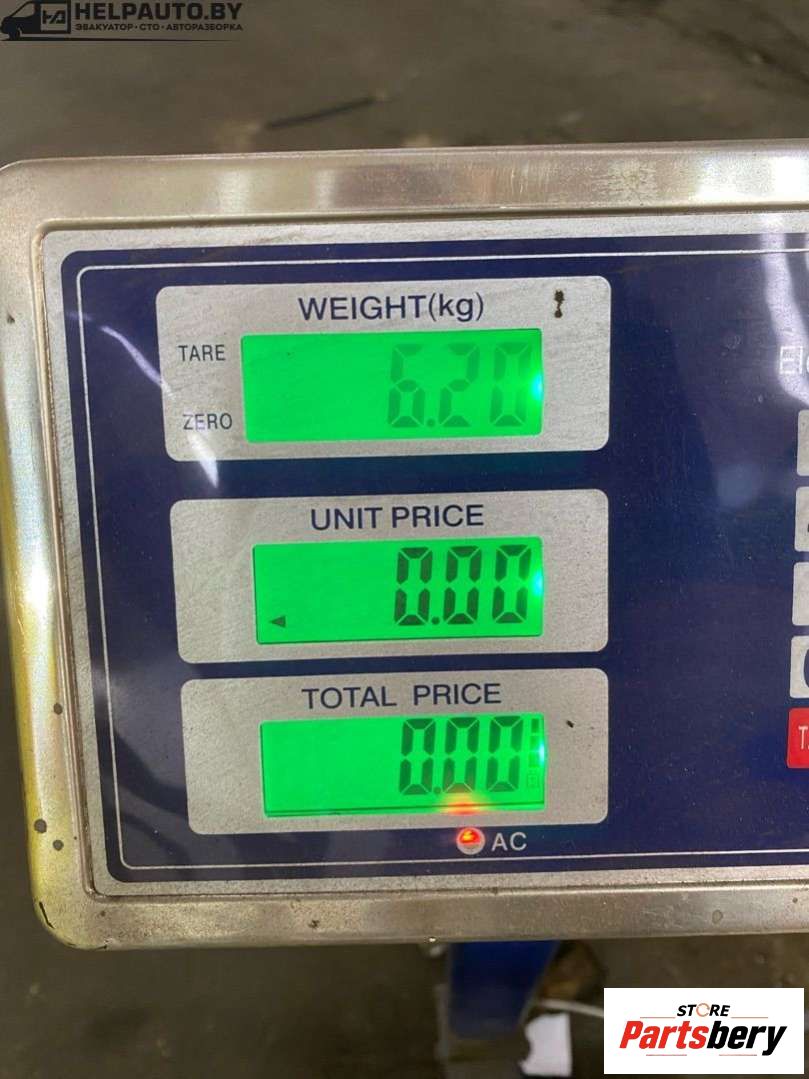 HELPAUTO.BY
ЭВАКУАТОР•СТО•АВТОРАЗБОРКА
WEIGHT(kg)
TARE
6.20
ZERO
UNIT PRICE
0.00
TOTAL PRICE
0.00
AC
STORE
Partsbery